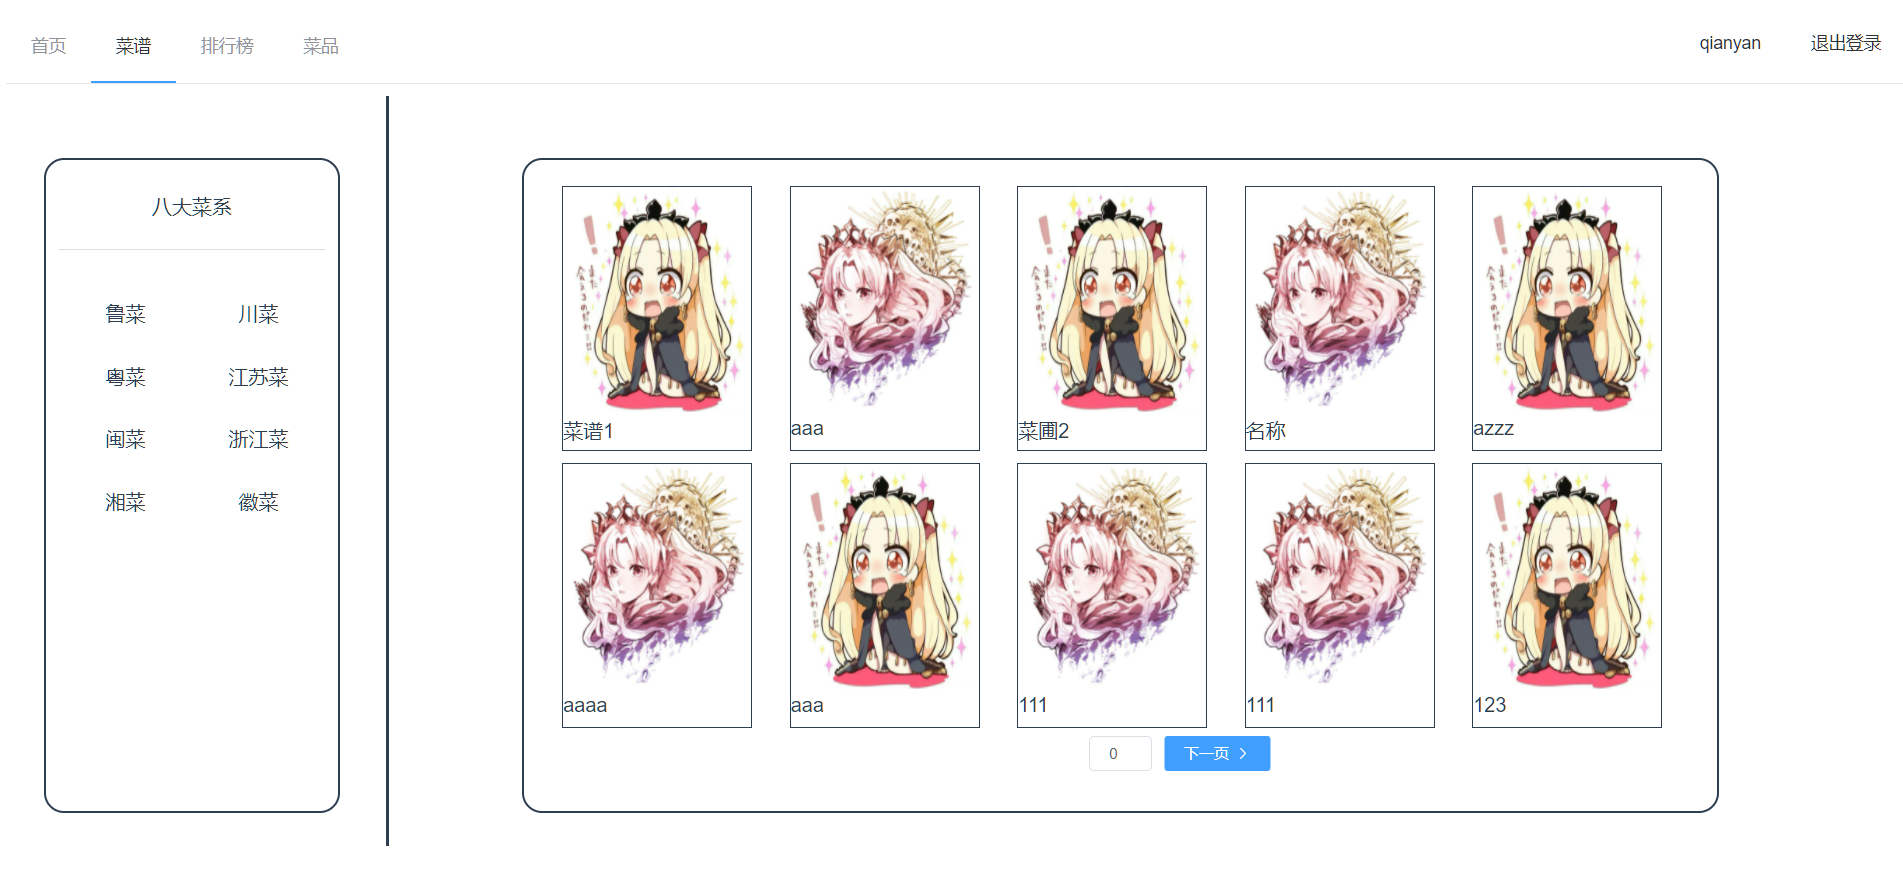 首页 菜谱 排行榜 菜品 qianyan 退出登录
八大菜系
鲁菜 川菜
粤菜 江苏菜
闽菜 浙江菜
湘菜 徽菜
菜谱1 aaa 菜圃2 名称 azzz
aaaa aaa 111 111 123
0 下一页